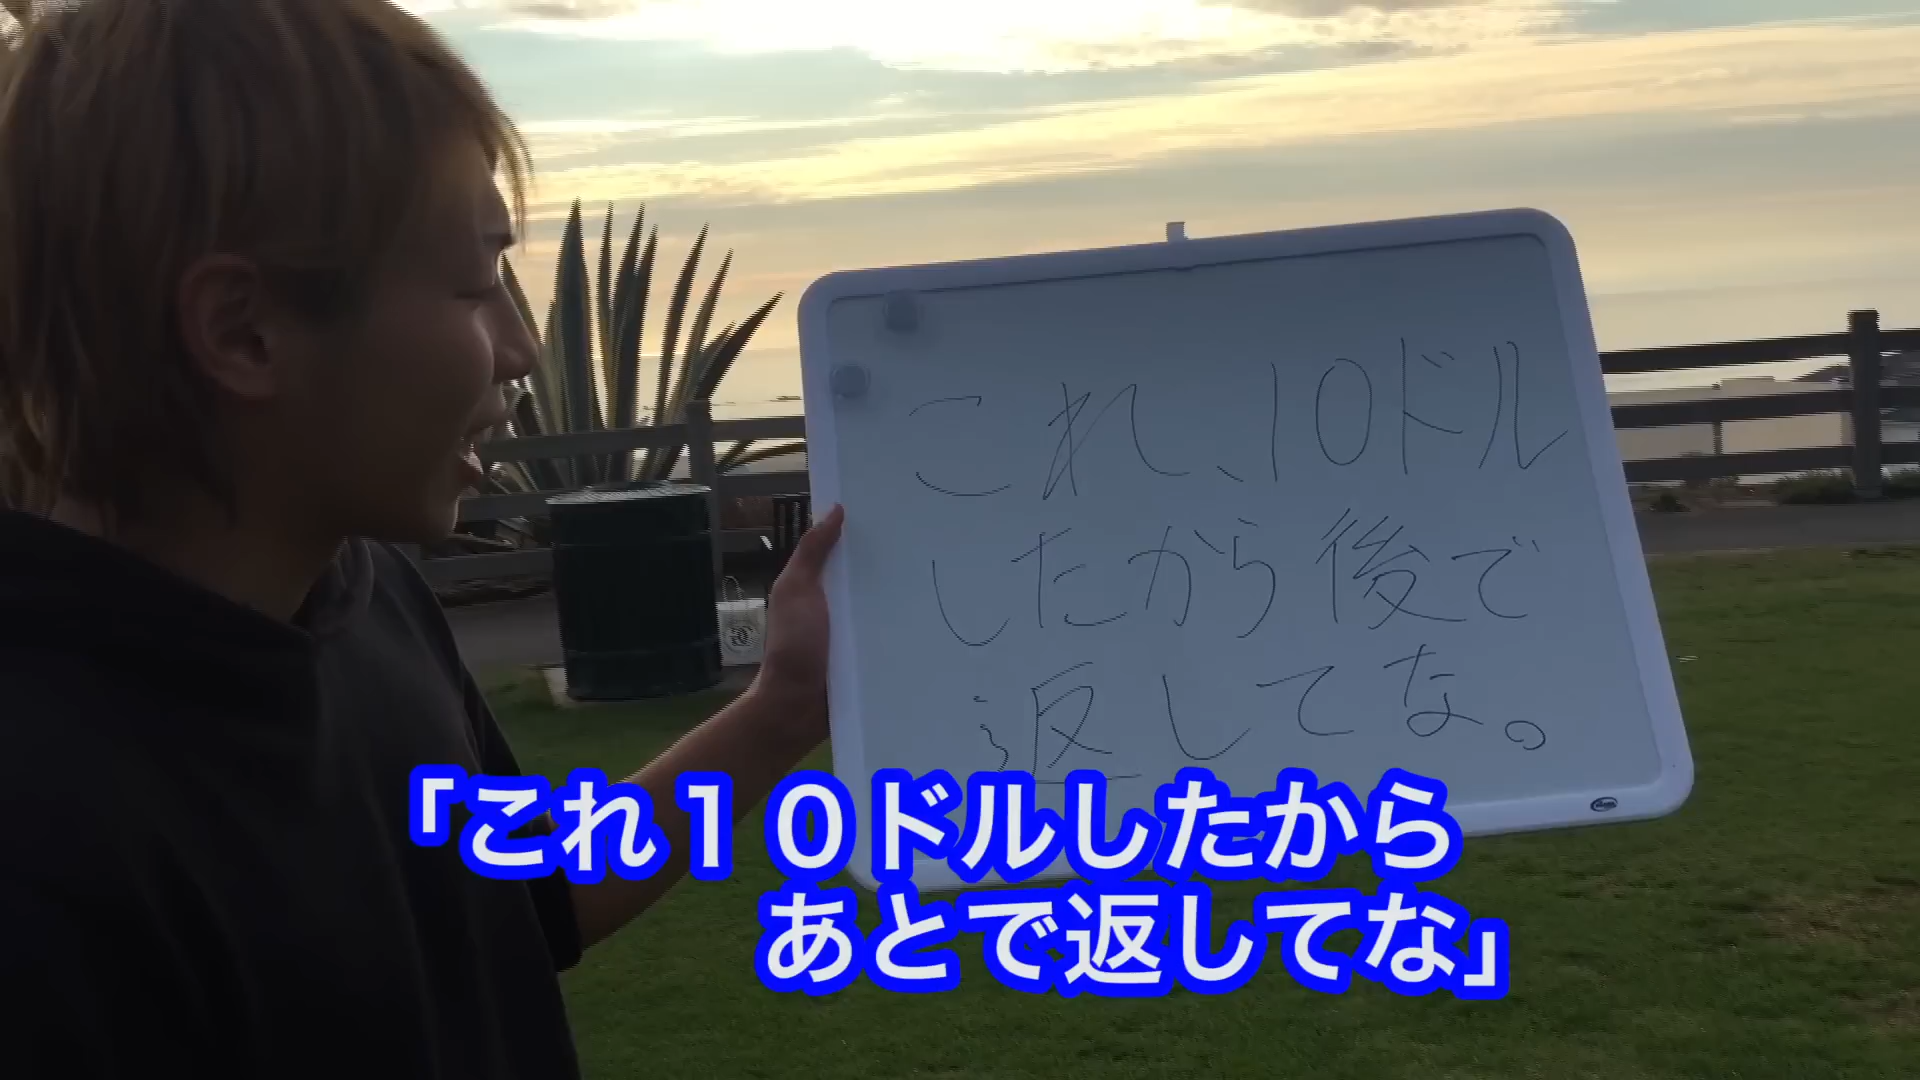 これ、10ドル
したから後で
返してな。
「これ１０ドルしたから
あとで返してな」